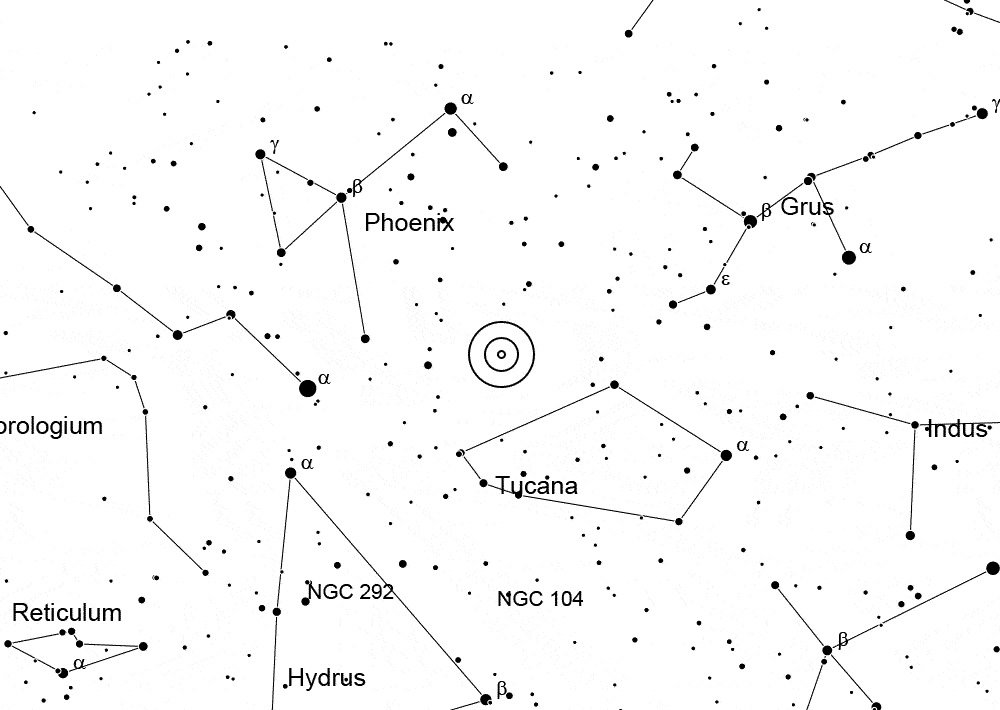 α
γ
γ
β
Phoenix
β Grus
α
ε
α
orologium
Indus
α
α
Tucana
NGC 292
NGC 104
Reticulum
β
α
Hydrus
β